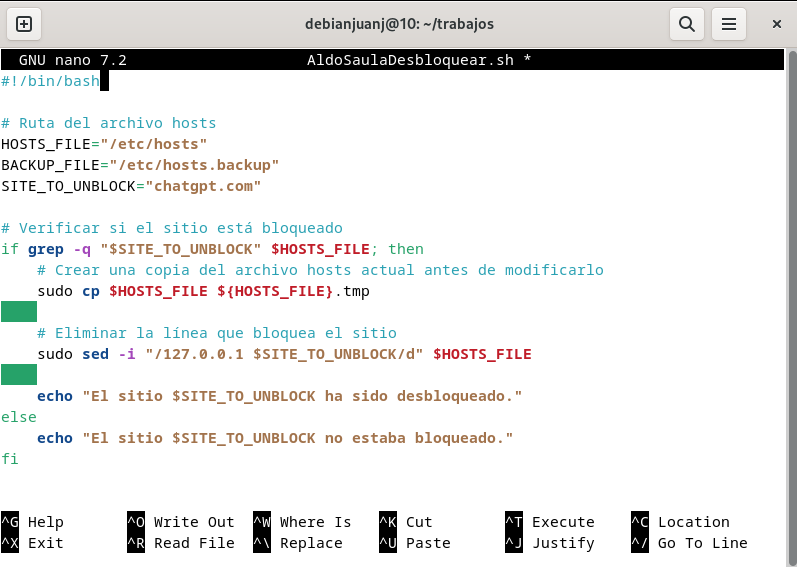 debianjuanj@10: ~/trabajos
GNU nano 7.2 AldoSaulaDesbloquear.sh *
#!/bin/bash
# Ruta del archivo hosts
HOSTS_FILE="/etc/hosts"
BACKUP_FILE="/etc/hosts.backup"
SITE_TO_UNBLOCK="chatgpt.com"
# Verificar si el sitio está bloqueado
if grep -q "$SITE_TO_UNBLOCK" $HOSTS_FILE; then
    # Crear una copia del archivo hosts actual antes de modificarlo
    sudo cp $HOSTS_FILE ${HOSTS_FILE}.tmp
    # Eliminar la línea que bloquea el sitio
    sudo sed -i "/127.0.0.1 $SITE_TO_UNBLOCK/d" $HOSTS_FILE
    echo "El sitio $SITE_TO_UNBLOCK ha sido desbloqueado."
else
    echo "El sitio $SITE_TO_UNBLOCK no estaba bloqueado."
fi
^G Help ^O Write Out ^W Where Is ^K Cut ^T Execute ^C Location
^X Exit ^R Read File ^\ Replace ^U Paste ^J Justify ^/ Go To Line